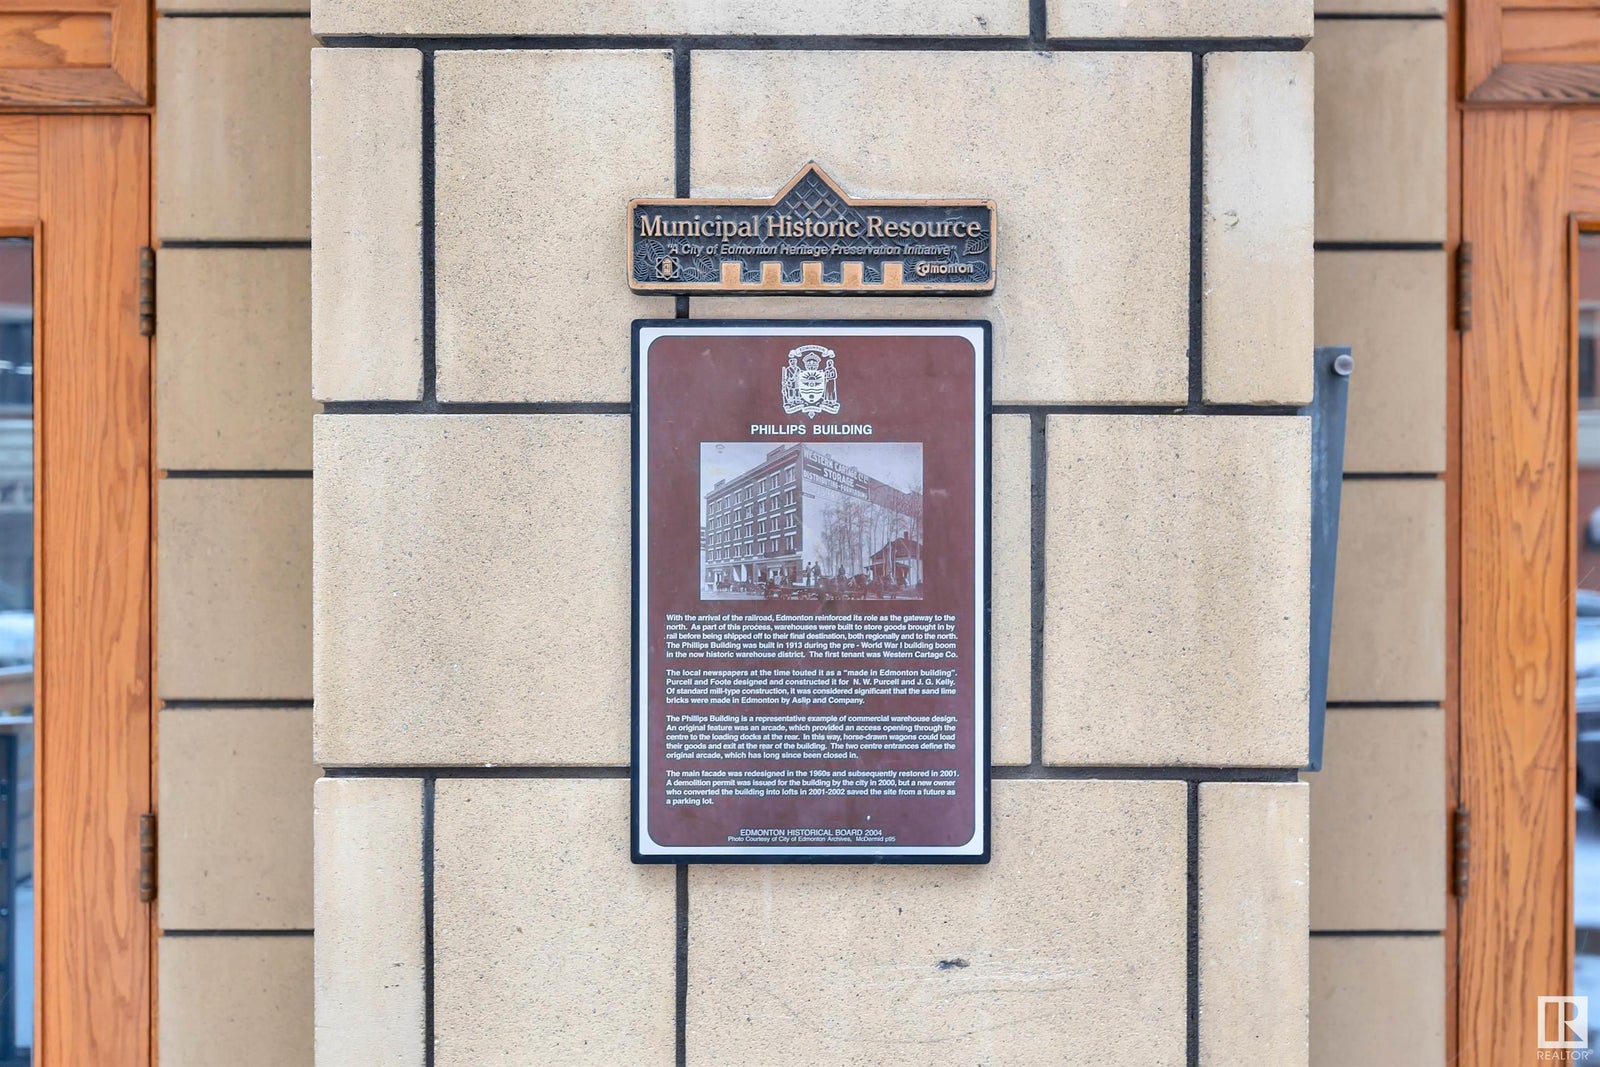 Municipal Historic Resource
"A City of Edmonton Heritage Preservation Initiative"
Edmonton
EDMONTON
PHILLIPS BUILDING
WESTERN CARTAGE CO.
STORAGE
DISTRIBUTING - FORWARDING
With the arrival of the railroad, Edmonton reinforced its role as the gateway to the
north. As part of this process, warehouses were built to store goods brought in by
rail before being shipped off to their final destination, both regionally and to the north.
The Phillips Building was built in 1913 during the pre - World War I building boom
in the now historic warehouse district. The first tenant was Western Cartage Co.
The local newspapers at the time touted it as a "made in Edmonton building".
Purcell and Foote designed and constructed it for N. W. Purcell and J. G. Kelly.
Of standard mill-type construction, it was considered significant that the sand lime
bricks were made in Edmonton by Aslip and Company.
The Phillips Building is a representative example of commercial warehouse design.
An original feature was an arcade, which provided an access opening through the
centre to the loading docks at the rear. In this way, horse-drawn wagons could load
their goods and exit at the rear of the building. The two centre entrances define the
original arcade, which has long since been closed in.
The main facade was redesigned in the 1960s and subsequently restored in 2001.
A demolition permit was issued for the building by the city in 2000, but a new owner
who converted the building into lofts in 2001-2002 saved the site from a future as
a parking lot.
EDMONTON HISTORICAL BOARD 2004
Photo Courtesy of City of Edmonton Archives, McDermid p95
R
REALTOR®